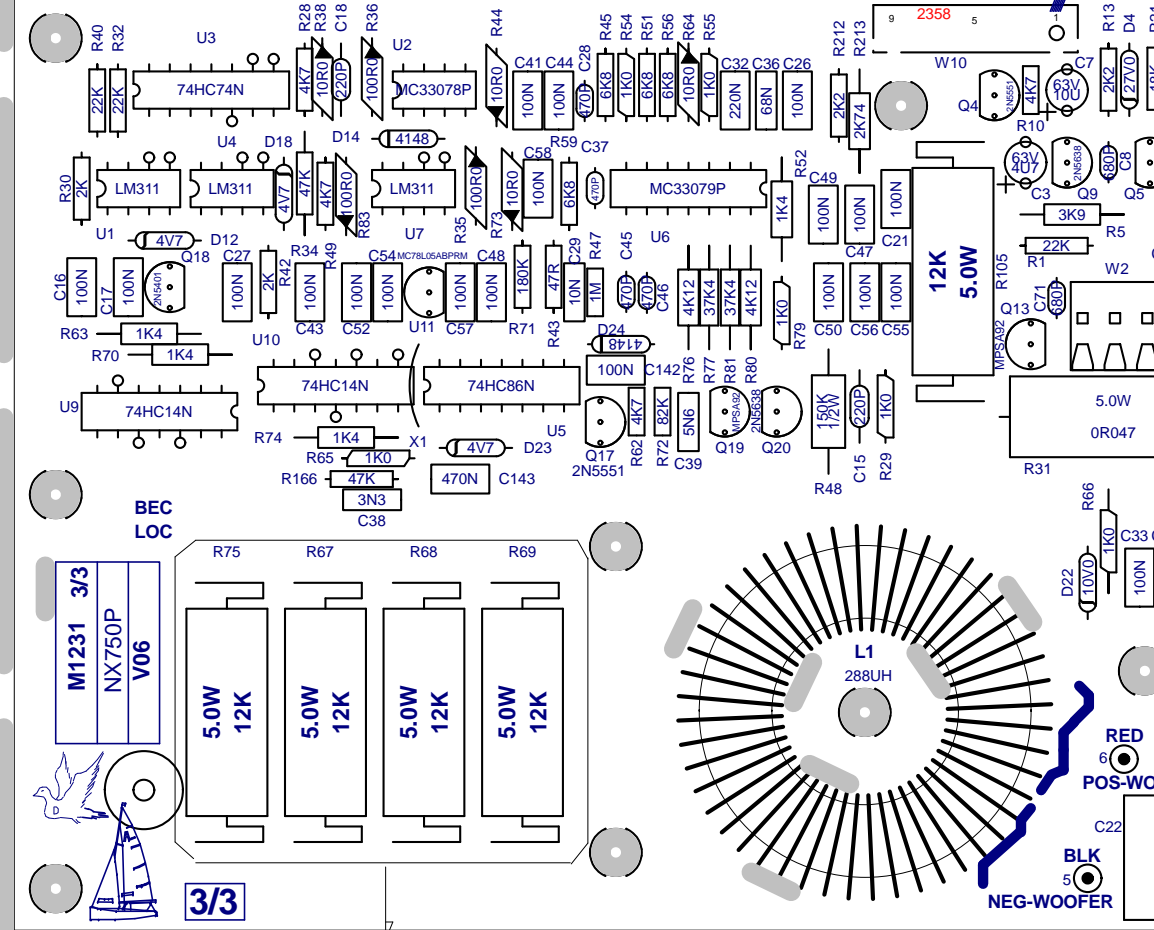 R40 R32 U3 R28 R38 C18 R36 U2 R44 C41 C44 C28 R45 R54 R51 R56 R64 R55 C32 C36 C26 R212 R213 9 2358 5 1 R13 D4
22K 22K 74HC74N 4K7 10R0 220P 100R0 MC33078P 10R0 100N 100N 470P 6K8 1K0 6K8 6K8 10R0 1K0 220N 68N 100N 2K2 2K74 W10 C7
Q4 2N5551 4K7 63V 10U 2K2 27V0
U4 D18 D14 4148 R59 C37 R10
R30 2K LM311 LM311 4V7 47K 4K7 100R0 R83 LM311 100R0 10R0 C58 100N 6K8 470P MC33079P R52 1K4 C49 100N 100N 100N 12K 5.0W 63V 4U7 2N5638 680P C8
C3 Q9 Q5
U1 4V7 D12 Q18 R34 R49 U7 R35 R73 U6 C47 C21 3K9 R5
C16 100N C17 100N 2N5401 C27 100N 2K R42 100N C54 MC78L05ABPRM C48 180K 47R C29 R47 C45 C46 R105 22K R1 W2
100N 100N 100N 100N 10N 1M 470P 470P 4K12 37K4 37K4 4K12 1K0 R79 100N 100N 100N Q13 C71 680P
R63 1K4 U10 C43 C52 U11 C57 R71 R43 D24 C50 C56 C55 MPSA92
R70 1K4 4148
74HC14N 74HC86N 100N C142 R76 R77 R81 R80
U9 74HC14N U5 4K7 82K 5N6 MPSA92 2N5638 150K 1/2W 220P 1K0 5.0W
R74 1K4 X1 4V7 D23 Q17 R62 R72 C39 Q19 Q20 0R047
R65 1K0 2N5551 C15 R29 R31
R166 47K 470N C143 R48
3N3
C38
BEC
LOC
R66 1K0 C33
R75 R67 R68 R69
D22 10V0 100N
M1231 3/3
NX750P
V06
5.0W 12K 5.0W 12K 5.0W 12K 5.0W 12K
L1
288UH
RED
6
POS-WO
D
C22
BLK
5
NEG-WOOFER
3/3
7